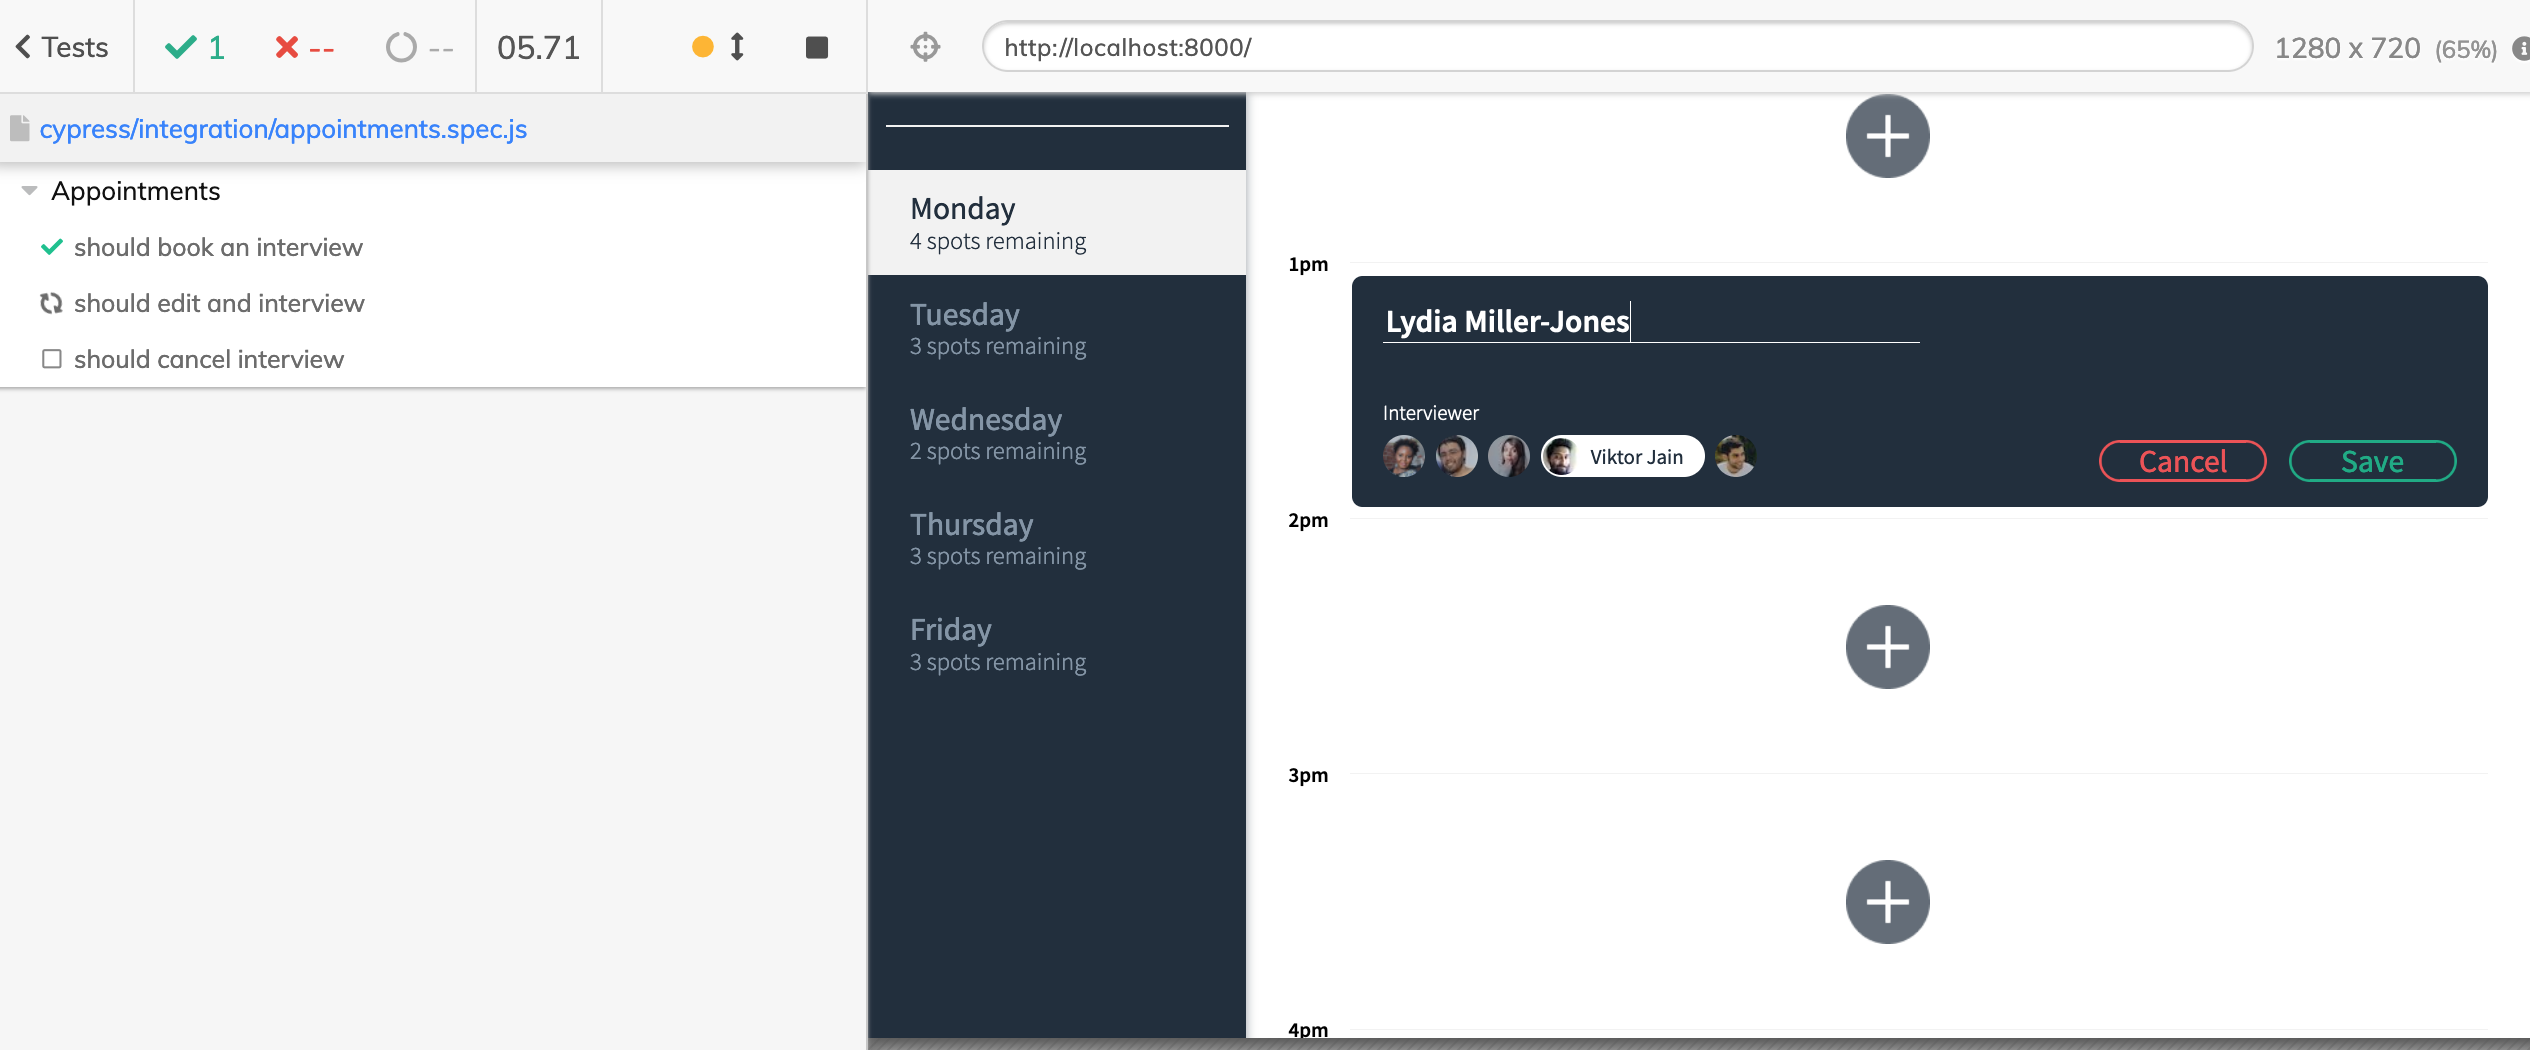 Tests
1
--
--
05.71
http://localhost:8000/
1280 x 720 (65%)
cypress/integration/appointments.spec.js
Appointments
should book an interview
should edit and interview
should cancel interview
Monday
4 spots remaining
Tuesday
3 spots remaining
Wednesday
2 spots remaining
Thursday
3 spots remaining
Friday
3 spots remaining
1pm
Lydia Miller-Jones
Interviewer
Viktor Jain
Cancel
Save
2pm
3pm
4pm